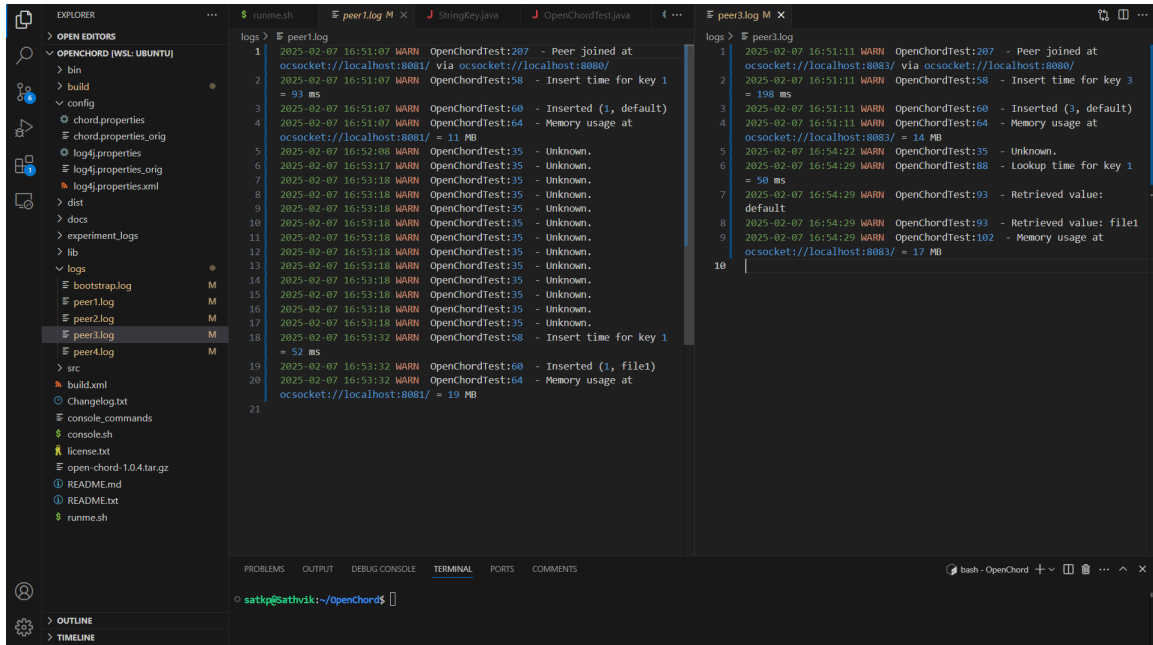 EXPLORER
OPEN EDITORS
OPENCHORD [WSL: UBUNTU]
bin
build
config
chord.properties
chord.properties_orig
log4j.properties
log4j.properties_orig
log4j.properties.xml
dist
docs
experiment_logs
lib
logs
bootstrap.log M
peer1.log M
peer2.log M
peer3.log M
peer4.log M
src
build.xml
Changelog.txt
console_commands
console.sh
license.txt
open-chord-1.0.4.tar.gz
README.md
README.txt
runme.sh
OUTLINE
TIMELINE
6
1
$ runme.sh peer1.log M J StringKey.java J OpenChordTest.java
logs > peer1.log
1 2025-02-07 16:51:07 WARN OpenChordTest:207 - Peer joined at
ocsocket://localhost:8081/ via ocsocket://localhost:8080/
2 2025-02-07 16:51:07 WARN OpenChordTest:58 - Insert time for key 1
= 93 ms
3 2025-02-07 16:51:07 WARN OpenChordTest:60 - Inserted (1, default)
4 2025-02-07 16:51:07 WARN OpenChordTest:64 - Memory usage at
ocsocket://localhost:8081/ = 11 MB
5 2025-02-07 16:52:08 WARN OpenChordTest:35 - Unknown.
6 2025-02-07 16:53:17 WARN OpenChordTest:35 - Unknown.
7 2025-02-07 16:53:18 WARN OpenChordTest:35 - Unknown.
8 2025-02-07 16:53:18 WARN OpenChordTest:35 - Unknown.
9 2025-02-07 16:53:18 WARN OpenChordTest:35 - Unknown.
10 2025-02-07 16:53:18 WARN OpenChordTest:35 - Unknown.
11 2025-02-07 16:53:18 WARN OpenChordTest:35 - Unknown.
12 2025-02-07 16:53:18 WARN OpenChordTest:35 - Unknown.
13 2025-02-07 16:53:18 WARN OpenChordTest:35 - Unknown.
14 2025-02-07 16:53:18 WARN OpenChordTest:35 - Unknown.
15 2025-02-07 16:53:18 WARN OpenChordTest:35 - Unknown.
16 2025-02-07 16:53:18 WARN OpenChordTest:35 - Unknown.
17 2025-02-07 16:53:18 WARN OpenChordTest:35 - Unknown.
18 2025-02-07 16:53:32 WARN OpenChordTest:58 - Insert time for key 1
= 52 ms
19 2025-02-07 16:53:32 WARN OpenChordTest:60 - Inserted (1, file1)
20 2025-02-07 16:53:32 WARN OpenChordTest:64 - Memory usage at
ocsocket://localhost:8081/ = 19 MB
21
peer3.log M
logs > peer3.log
1 2025-02-07 16:51:11 WARN OpenChordTest:207 - Peer joined at
ocsocket://localhost:8083/ via ocsocket://localhost:8080/
2 2025-02-07 16:51:11 WARN OpenChordTest:58 - Insert time for key 3
= 198 ms
3 2025-02-07 16:51:11 WARN OpenChordTest:60 - Inserted (3, default)
4 2025-02-07 16:51:11 WARN OpenChordTest:64 - Memory usage at
ocsocket://localhost:8083/ = 14 MB
5 2025-02-07 16:54:22 WARN OpenChordTest:35 - Unknown.
6 2025-02-07 16:54:29 WARN OpenChordTest:88 - Lookup time for key 1
= 50 ms
7 2025-02-07 16:54:29 WARN OpenChordTest:93 - Retrieved value:
default
8 2025-02-07 16:54:29 WARN OpenChordTest:93 - Retrieved value: file1
9 2025-02-07 16:54:29 WARN OpenChordTest:102 - Memory usage at
ocsocket://localhost:8083/ = 17 MB
10
PROBLEMS OUTPUT DEBUG CONSOLE TERMINAL PORTS COMMENTS
bash - OpenChord
satkp@Sathvik:~/OpenChord$